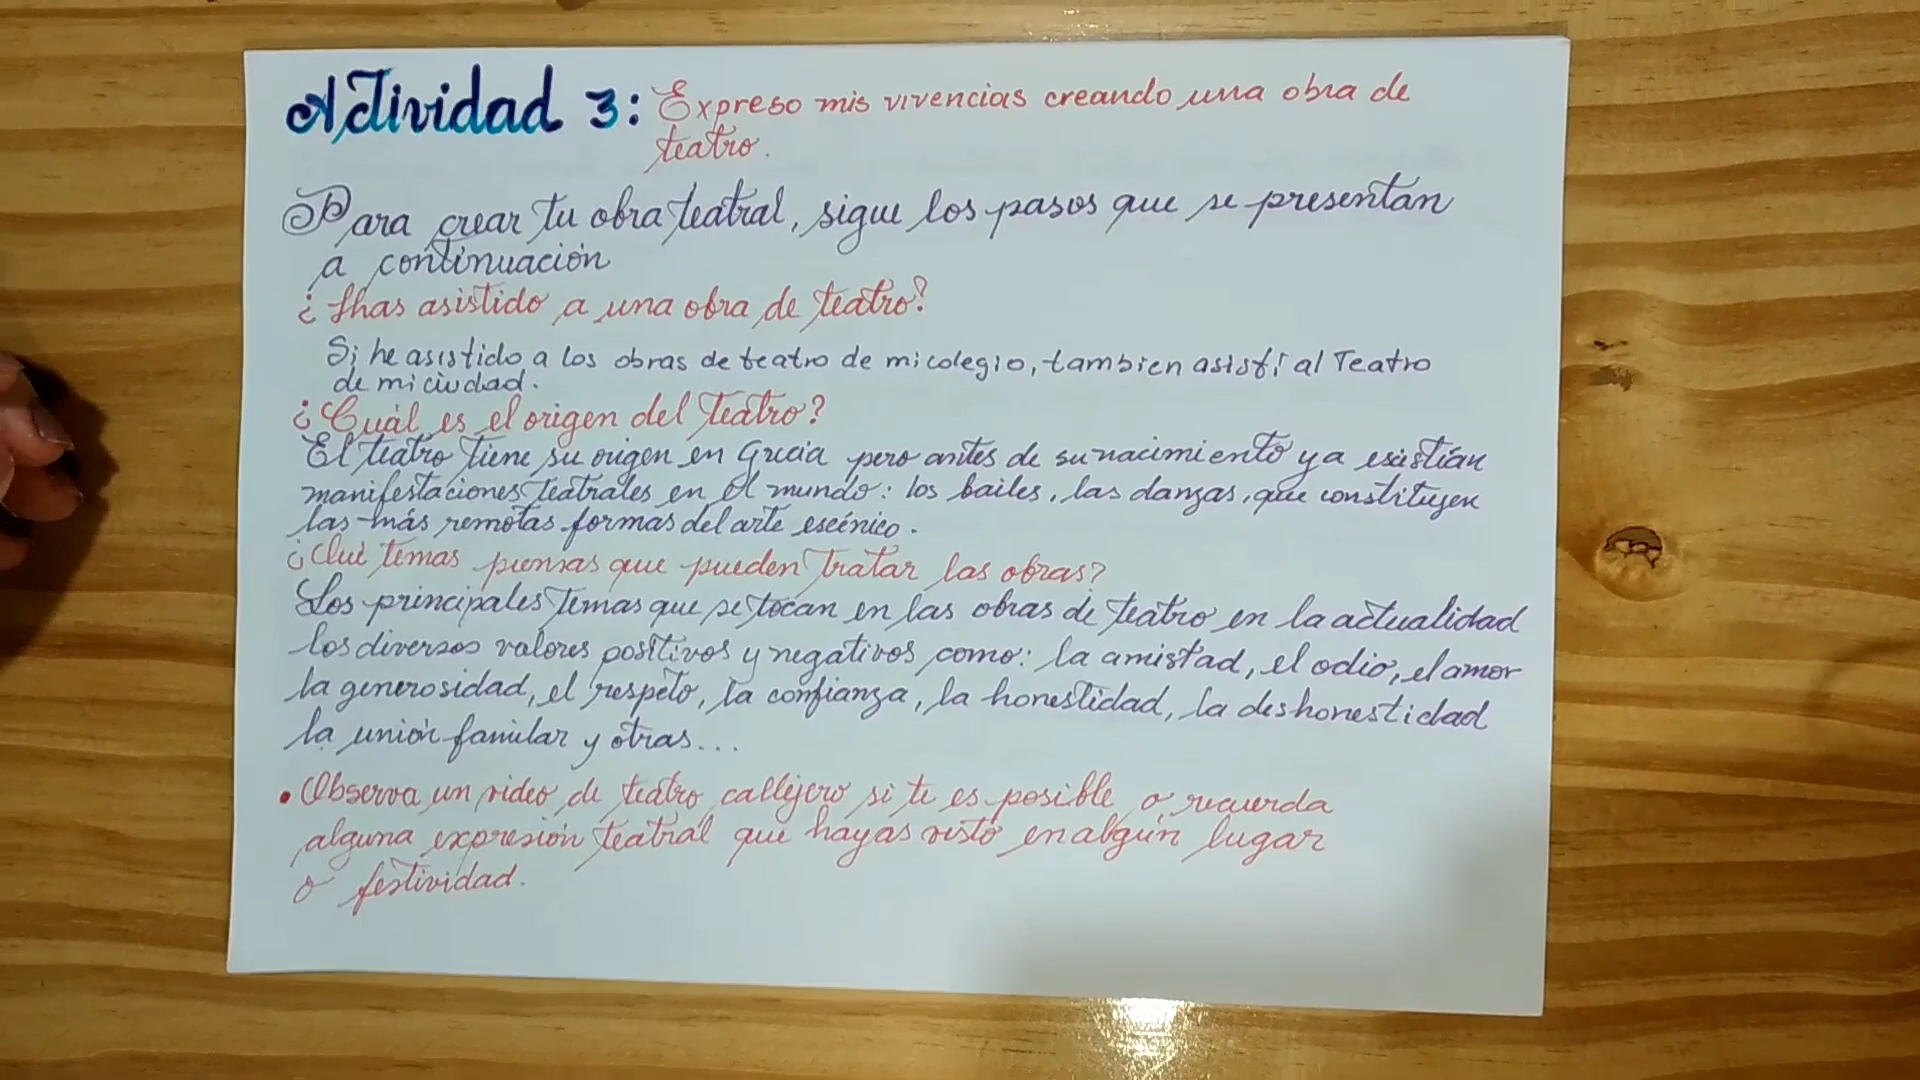 Actividad 3: Expreso mis vivencias creando una obra de
teatro.
Para crear tu obra teatral, sigue los pasos que se presentan
a continuación
¿Has asistido a una obra de teatro?
Si, he asistido a los obras de teatro de mi colegio, tambien asistí al Teatro
de mi ciudad.
¿Cuál es el origen del teatro?
El teatro tiene su origen en Grecia pero antes de su nacimiento ya existían
manifestaciones teatrales en el mundo: los bailes, las danzas, que constituyen
las más remotas formas del arte escénico.
¿Qué temas piensas que pueden tratar las obras?
Los principales temas que se tocan en las obras de teatro en la actualidad
los diversos valores positivos y negativos como: la amistad, el odio, el amor
la generosidad, el respeto, la confianza, la honestidad, la deshonestidad
la unión familar y otras...
• Observa un video de teatro callejero si te es posible o recuerda
alguna expresión teatral que hayas visto en algún lugar
o festividad.